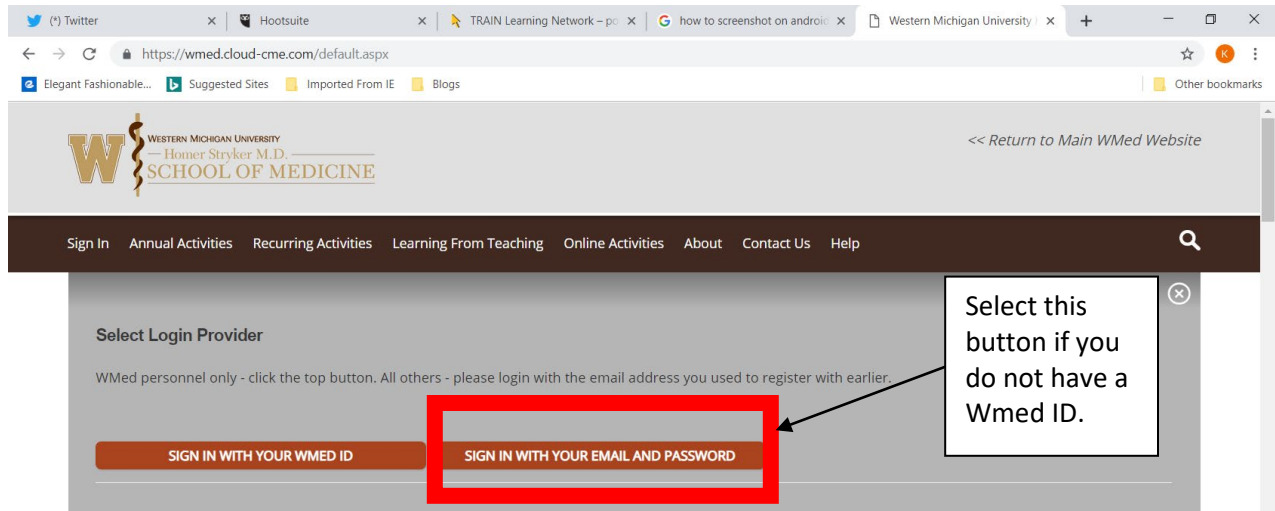 (*) Twitter
Hootsuite
TRAIN Learning Network – po
how to screenshot on android
Western Michigan University
https://wmed.cloud-cme.com/default.aspx
K
Elegant Fashionable...
Suggested Sites
Imported From IE
Blogs
Other bookmarks
W
WESTERN MICHIGAN UNIVERSITY
Homer Stryker M.D.
SCHOOL OF MEDICINE
<< Return to Main WMed Website
Sign In Annual Activities Recurring Activities Learning From Teaching Online Activities About Contact Us Help
Select Login Provider
WMed personnel only - click the top button. All others - please login with the email address you used to register with earlier.
SIGN IN WITH YOUR WMED ID
SIGN IN WITH YOUR EMAIL AND PASSWORD
Select this
button if you
do not have a
Wmed ID.